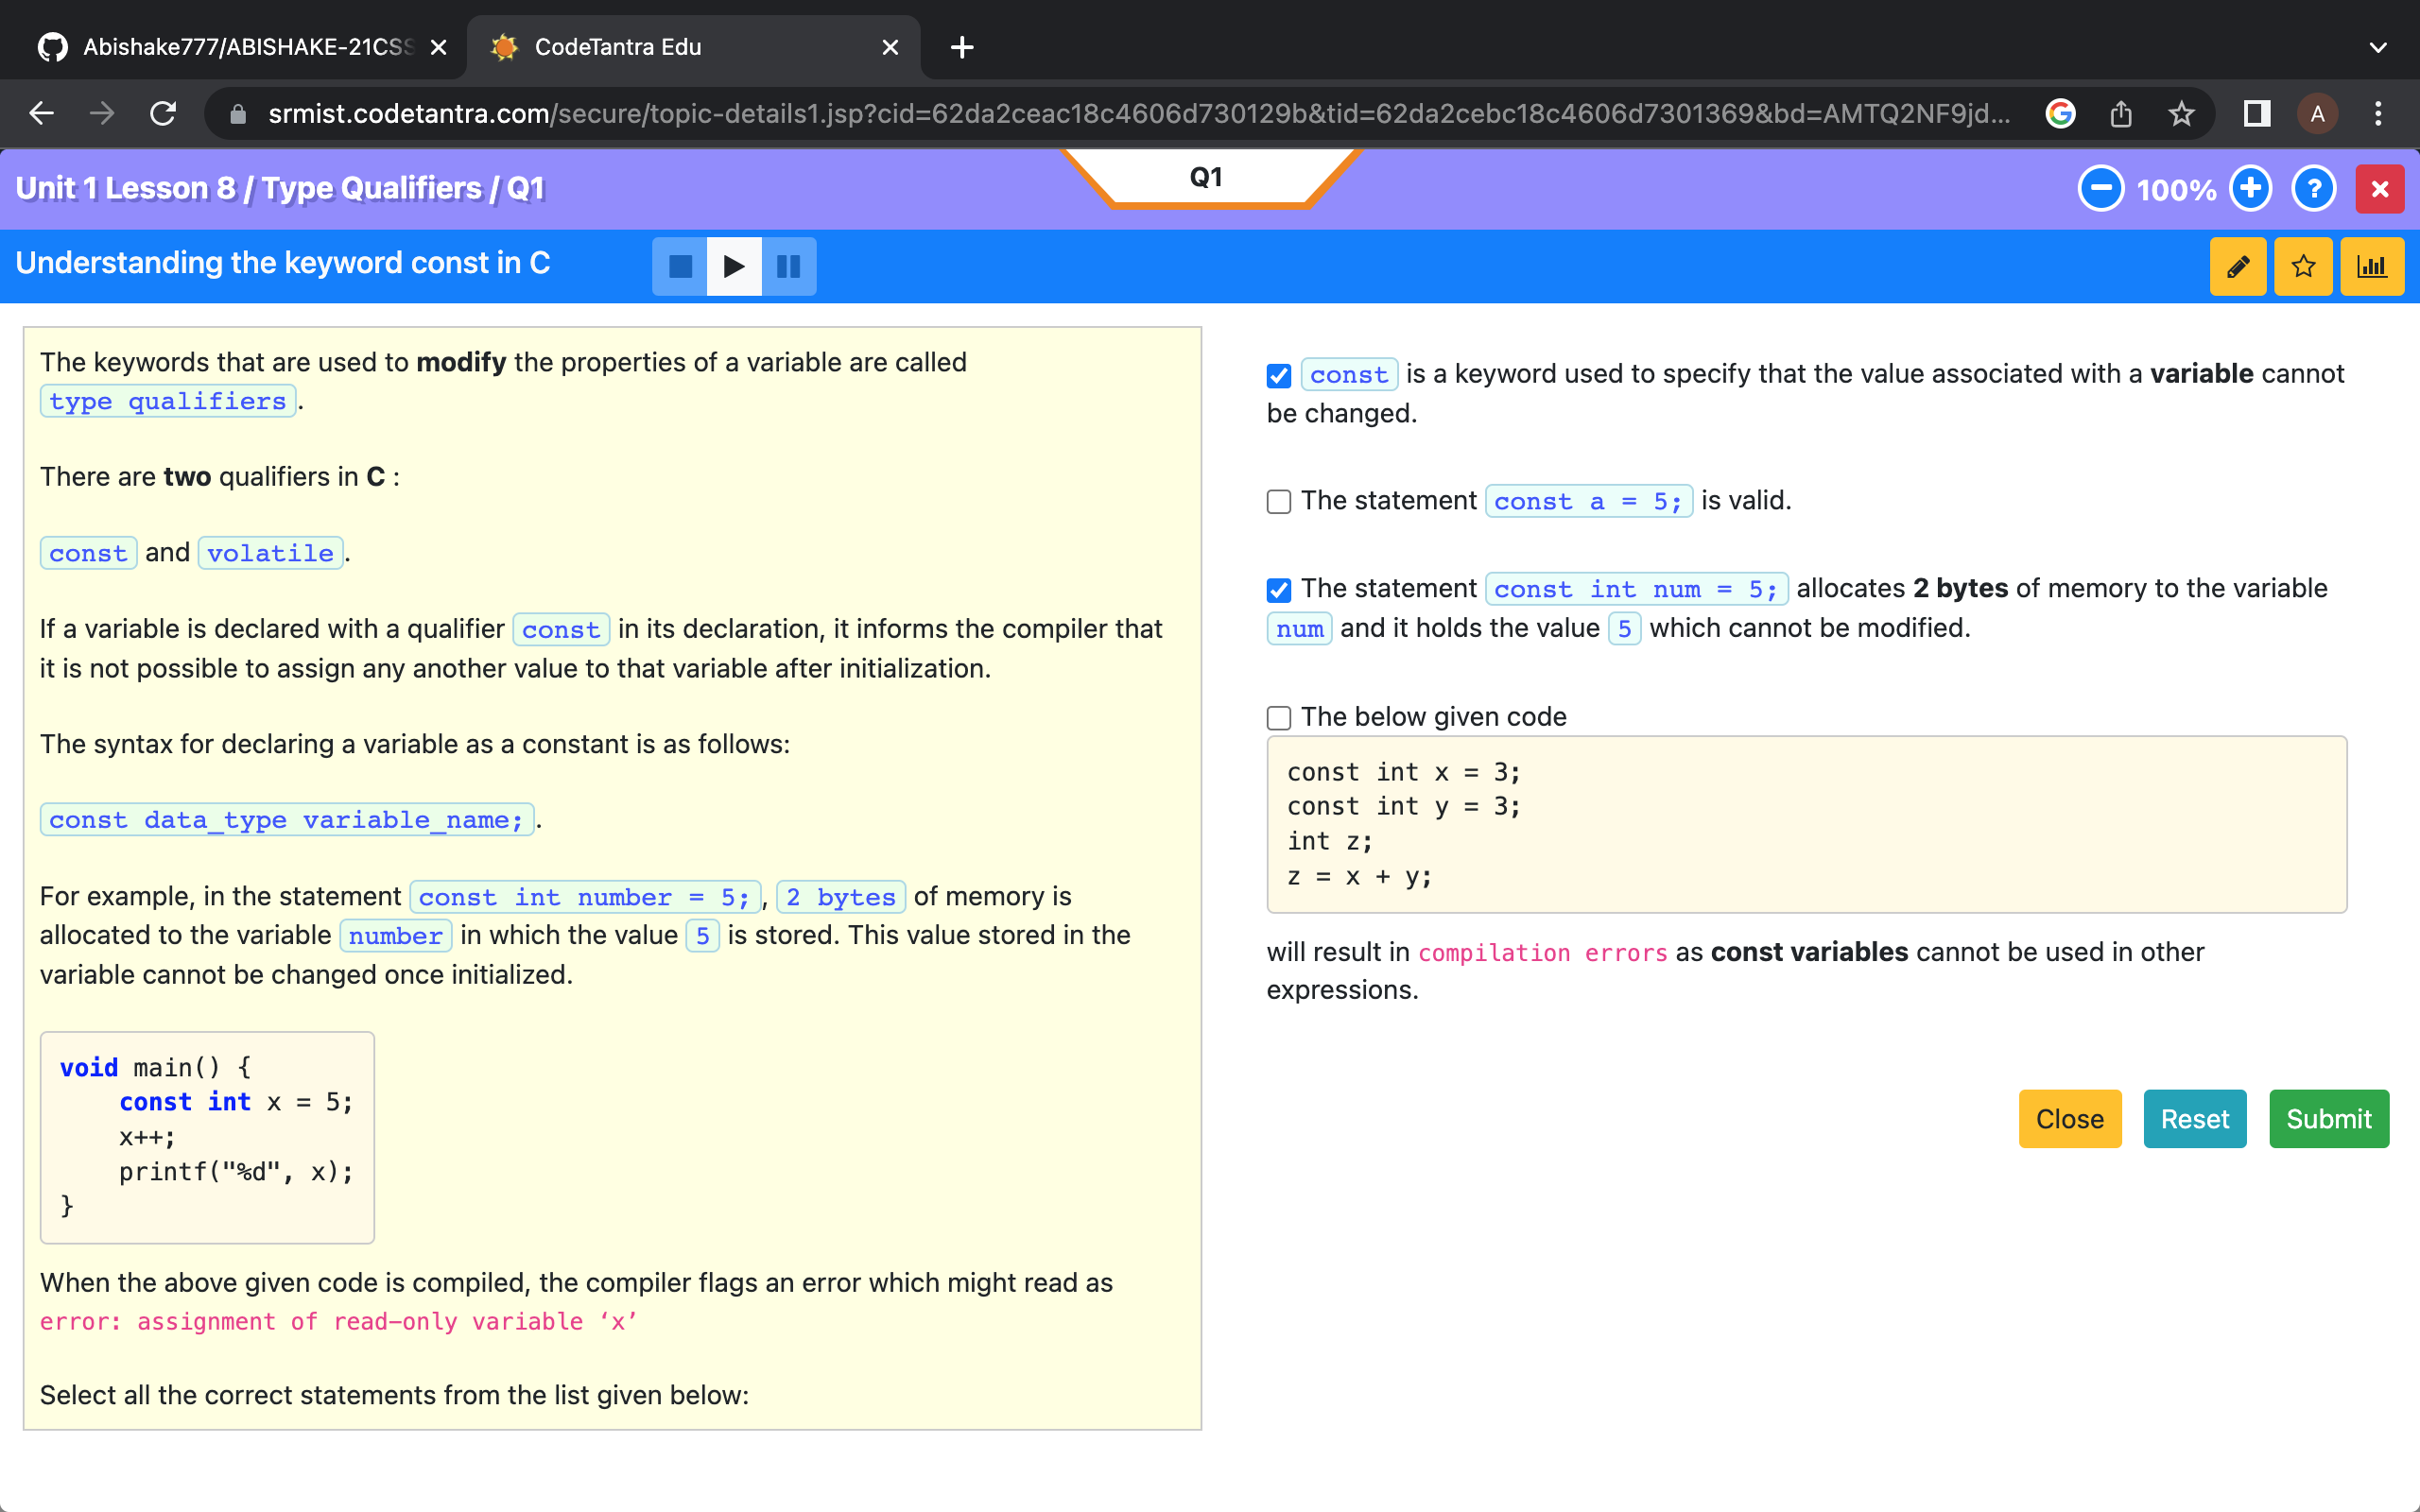 Abishake777/ABISHAKE-21CSS
CodeTantra Edu
srmist.codetantra.com/secure/topic-details1.jsp?cid=62da2ceac18c4606d730129b&tid=62da2cebc18c4606d7301369&bd=AMTQ2NF9jd...
A
Unit 1 Lesson 8 / Type Qualifiers / Q1
Q1
100%
?
Understanding the keyword const in C
The keywords that are used to modify the properties of a variable are called
type qualifiers.
There are two qualifiers in C :
const and volatile.
If a variable is declared with a qualifier const in its declaration, it informs the compiler that
it is not possible to assign any another value to that variable after initialization.
The syntax for declaring a variable as a constant is as follows:
const data_type variable_name;.
For example, in the statement const int number = 5;, 2 bytes of memory is
allocated to the variable number in which the value 5 is stored. This value stored in the
variable cannot be changed once initialized.
void main() {
    const int x = 5;
    x++;
    printf("%d", x);
}
When the above given code is compiled, the compiler flags an error which might read as
error: assignment of read-only variable ‘x’
Select all the correct statements from the list given below:
const is a keyword used to specify that the value associated with a variable cannot
be changed.
The statement const a = 5; is valid.
The statement const int num = 5; allocates 2 bytes of memory to the variable
num and it holds the value 5 which cannot be modified.
The below given code
const int x = 3;
const int y = 3;
int z;
z = x + y;
will result in compilation errors as const variables cannot be used in other
expressions.
Close
Reset
Submit